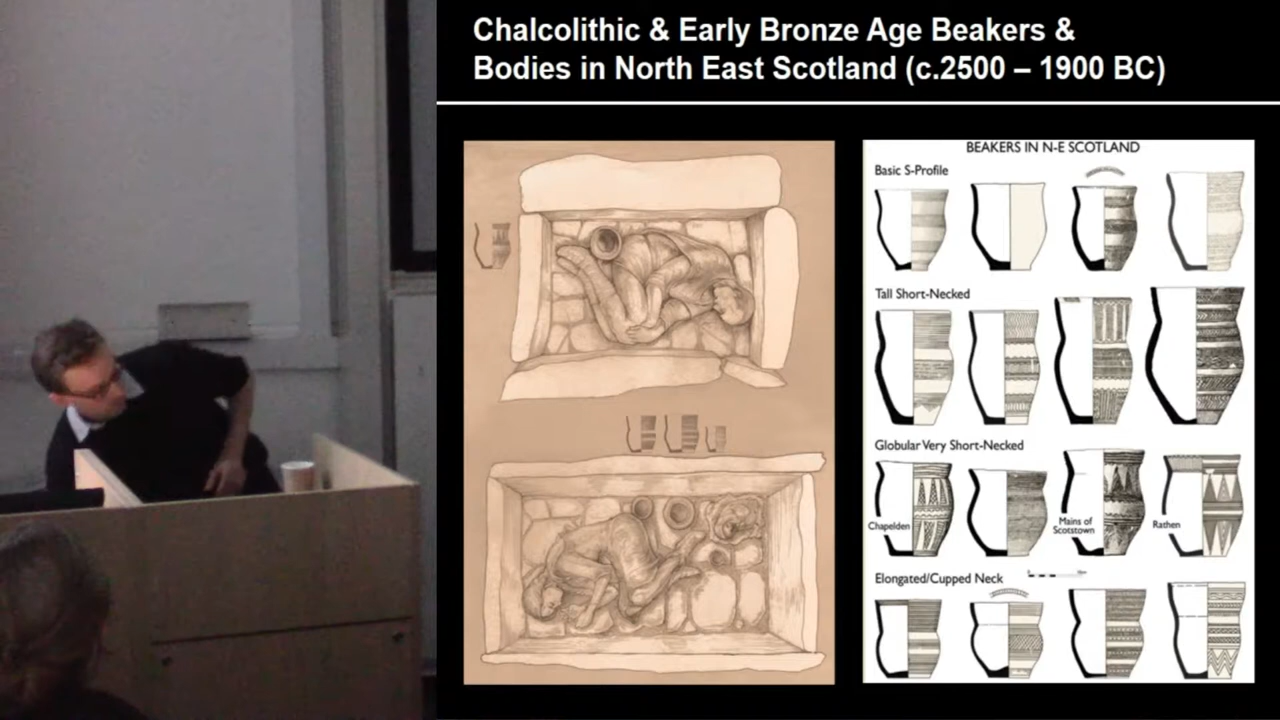 Chalcolithic & Early Bronze Age Beakers &
Bodies in North East Scotland (c.2500 – 1900 BC)
BEAKERS IN N-E SCOTLAND
Basic S-Profile
Tall Short-Necked
Globular Very Short-Necked
Chapelden
Mains of
Scotstown
Rathen
Elongated/Cupped Neck